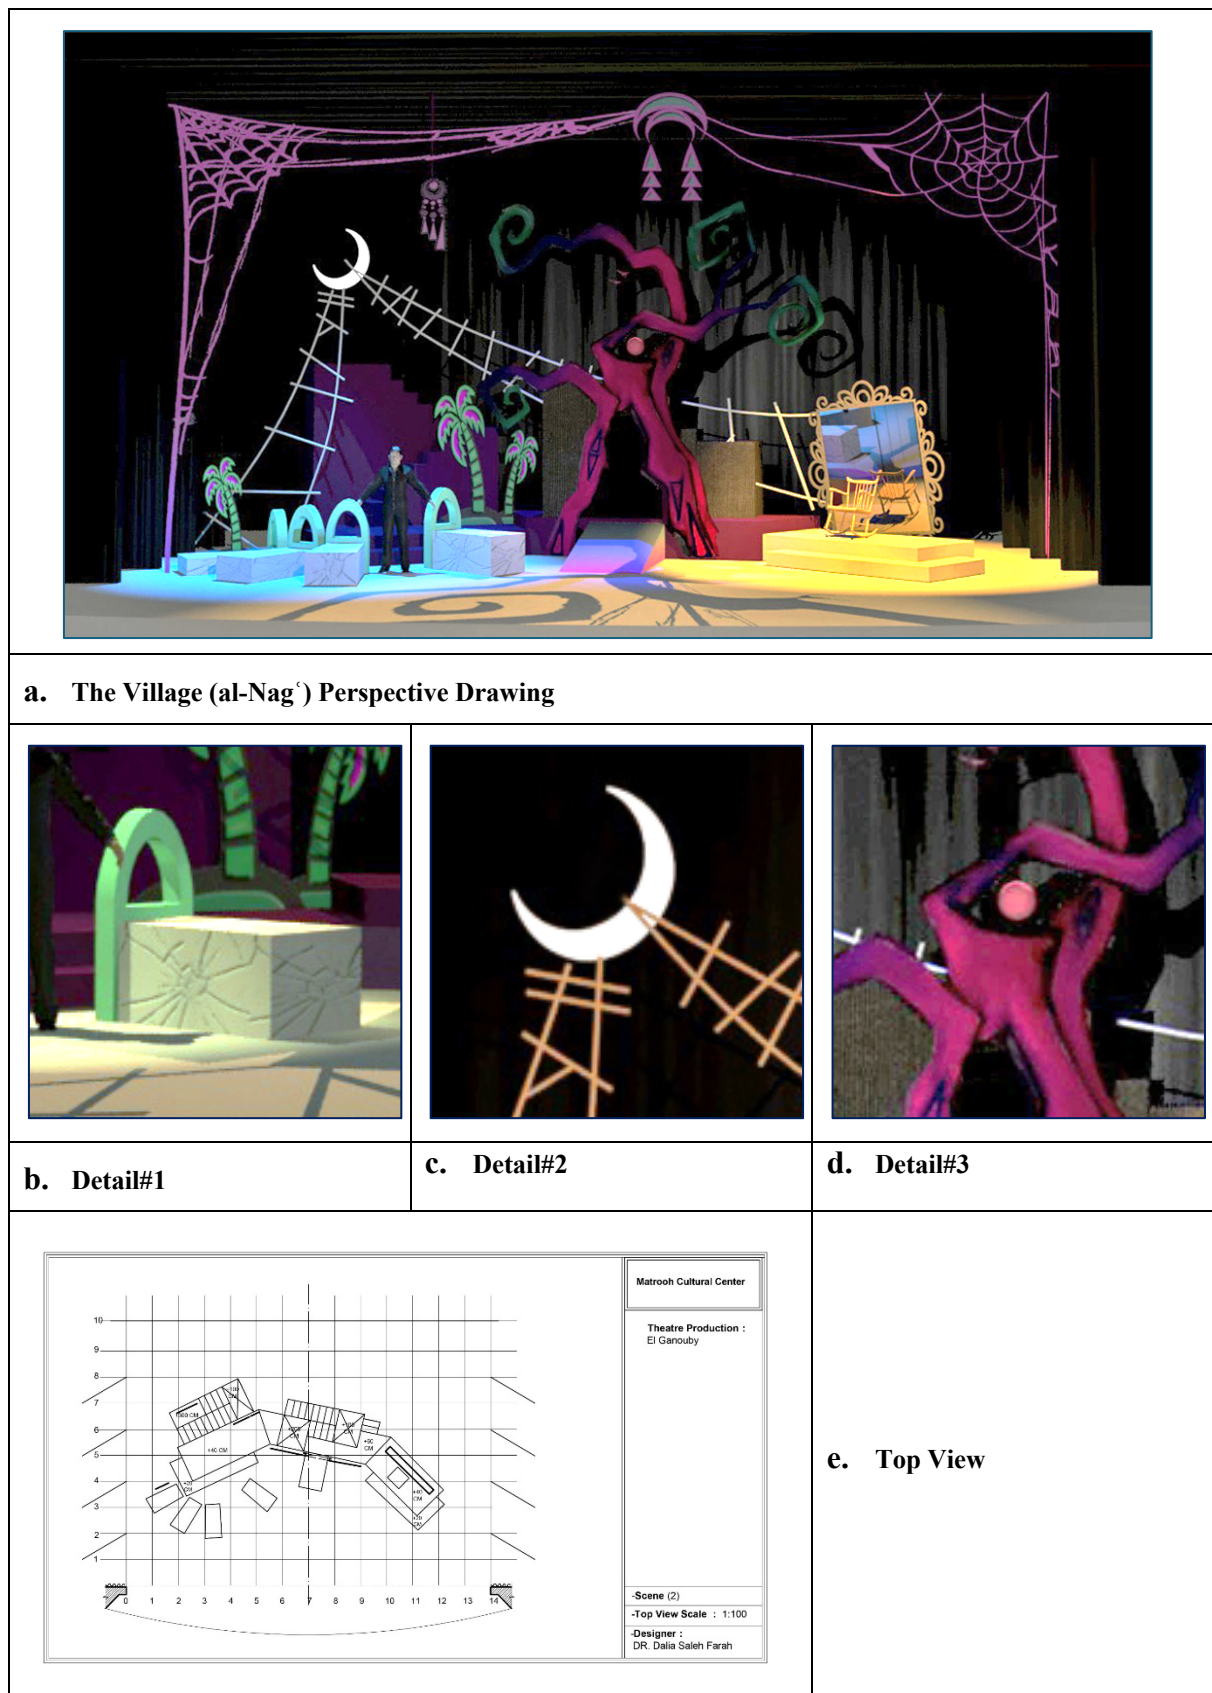 a. The Village (al-Nagʿ) Perspective Drawing
b. Detail#1
c. Detail#2
d. Detail#3
Matrooh Cultural Center
Theatre Production :
El Ganouby
10
9
8
7
6
5
4
3
2
1
+40 CM
+50
CM
0 1 2 3 4 5 6 7 8 9 10 11 12 13 14
-Scene (2)
-Top View Scale : 1:100
-Designer :
DR. Dalia Saleh Farah
e. Top View